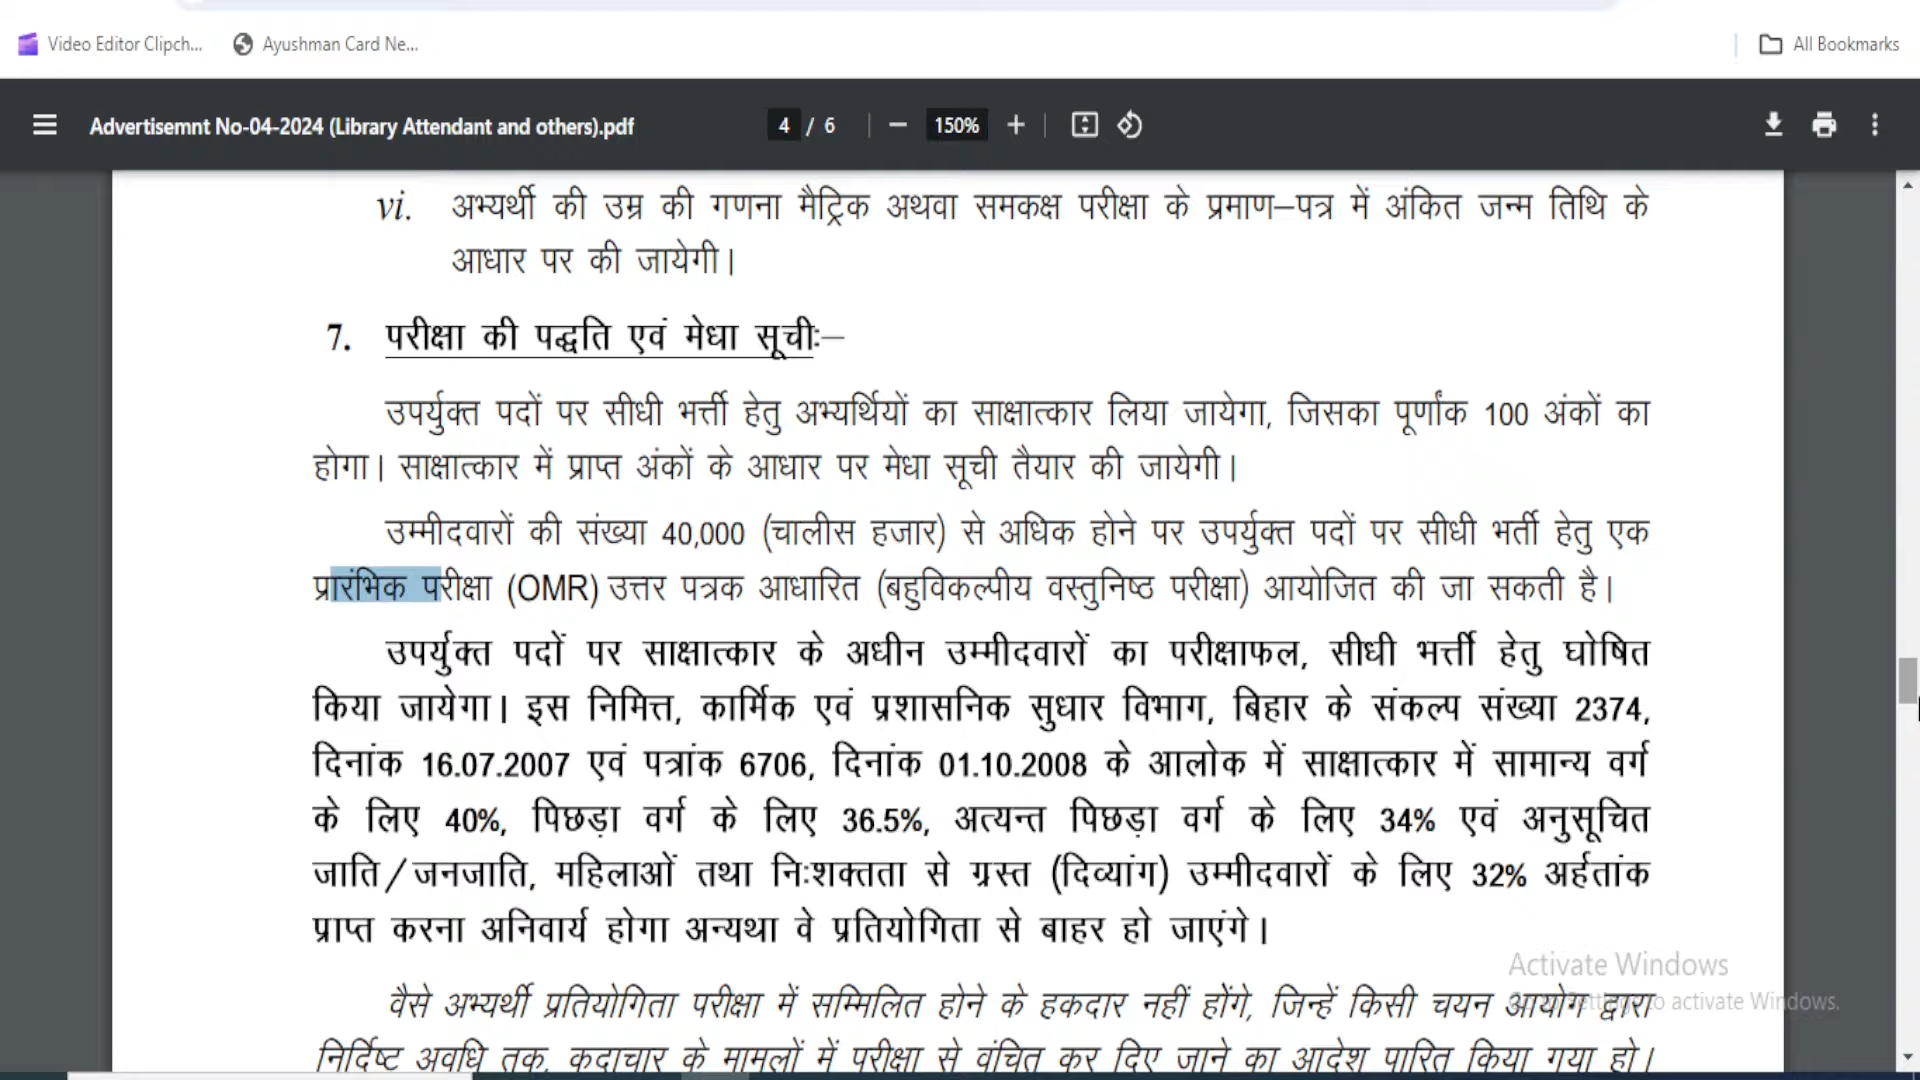 Video Editor Clipch...
Ayushman Card Ne...
All Bookmarks
Advertisemnt No-04-2024 (Library Attendant and others).pdf
4 / 6
150%
vi. अभ्यर्थी की उम्र की गणना मैट्रिक अथवा समकक्ष परीक्षा के प्रमाण–पत्र में अंकित जन्म तिथि के
आधार पर की जायेगी।
7. परीक्षा की पद्धति एवं मेधा सूचीः–
उपर्युक्त पदों पर सीधी भर्त्ती हेतु अभ्यर्थियों का साक्षात्कार लिया जायेगा, जिसका पूर्णांक 100 अंकों का
होगा। साक्षात्कार में प्राप्त अंकों के आधार पर मेधा सूची तैयार की जायेगी।
उम्मीदवारों की संख्या 40,000 (चालीस हजार) से अधिक होने पर उपर्युक्त पदों पर सीधी भर्ती हेतु एक
प्रारंभिक परीक्षा (OMR) उत्तर पत्रक आधारित (बहुविकल्पीय वस्तुनिष्ठ परीक्षा) आयोजित की जा सकती है।
उपर्युक्त पदों पर साक्षात्कार के अधीन उम्मीदवारों का परीक्षाफल, सीधी भर्त्ती हेतु घोषित
किया जायेगा। इस निमित्त, कार्मिक एवं प्रशासनिक सुधार विभाग, बिहार के संकल्प संख्या 2374,
दिनांक 16.07.2007 एवं पत्रांक 6706, दिनांक 01.10.2008 के आलोक में साक्षात्कार में सामान्य वर्ग
के लिए 40%, पिछड़ा वर्ग के लिए 36.5%, अत्यन्त पिछड़ा वर्ग के लिए 34% एवं अनुसूचित
जाति/जनजाति, महिलाओं तथा निःशक्तता से ग्रस्त (दिव्यांग) उम्मीदवारों के लिए 32% अर्हतांक
प्राप्त करना अनिवार्य होगा अन्यथा वे प्रतियोगिता से बाहर हो जाएंगे।
Activate Windows
वैसे अभ्यर्थी प्रतियोगिता परीक्षा में सम्मिलित होने के हकदार नहीं होंगे, जिन्हें किसी चयन आयोग द्वारा
Go to Settings to activate Windows.
निर्दिष्ट अवधि तक, कदाचार के मामलों में परीक्षा से वंचित कर दिए जाने का आदेश पारित किया गया हो।